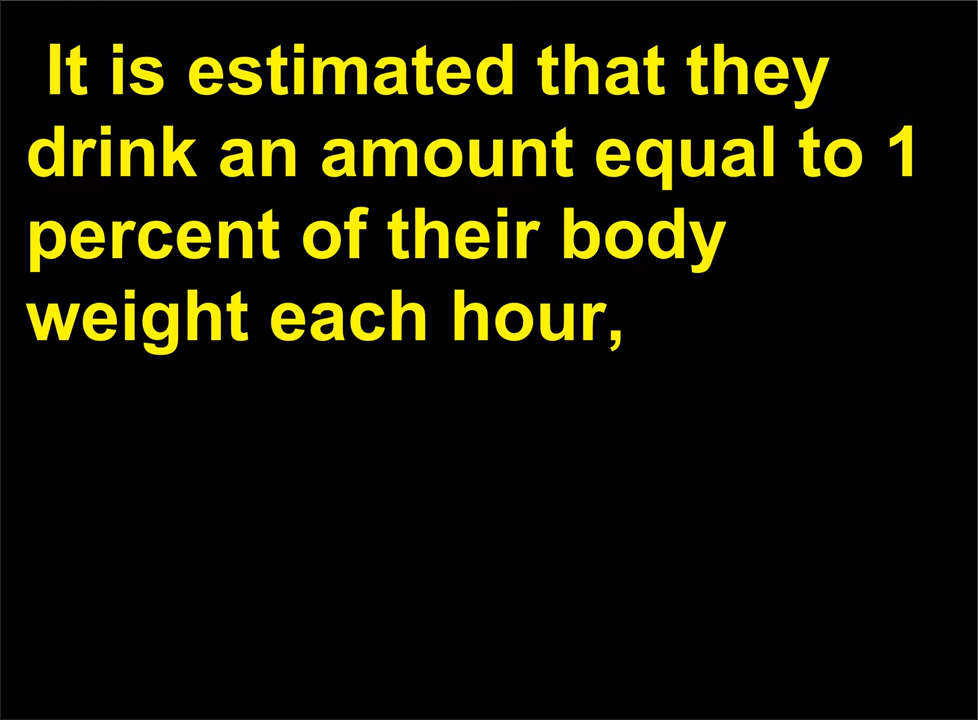 It is estimated that they
drink an amount equal to 1
percent of their body
weight each hour,